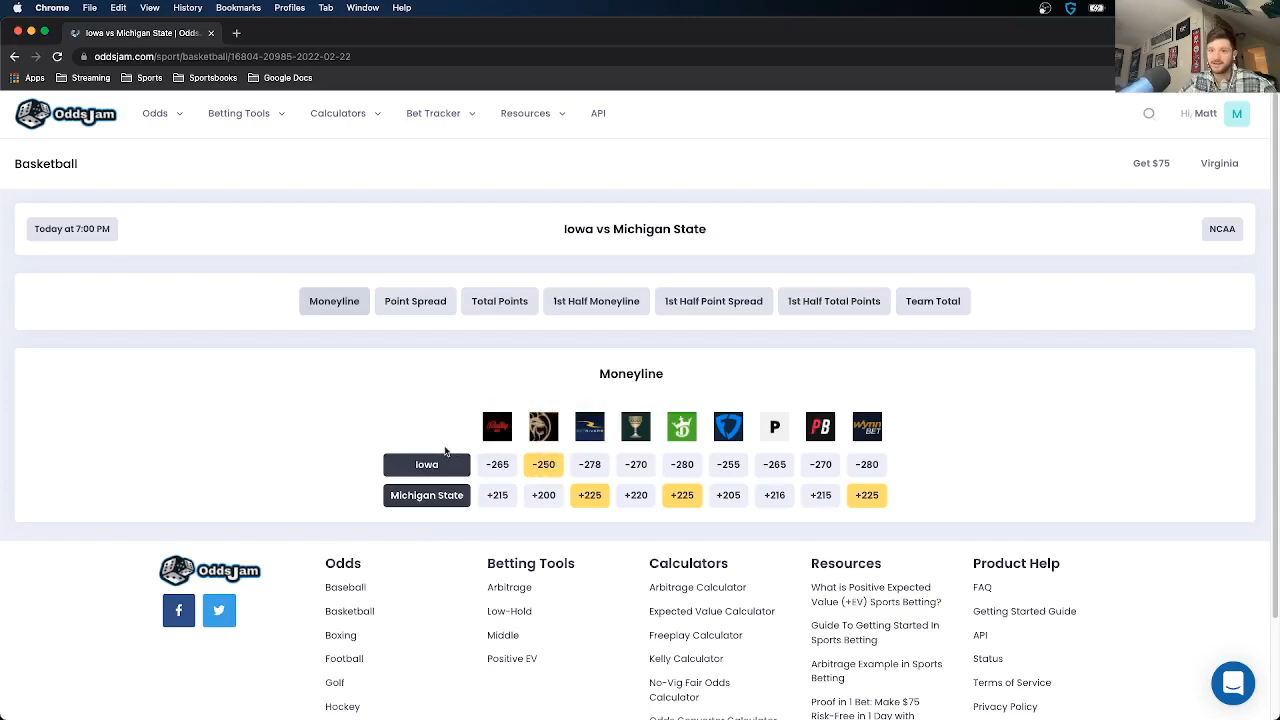 Chrome File Edit View History Bookmarks Profiles Tab Window Help
Iowa vs Michigan State | Odds
oddsjam.com/sport/basketball/16804-20985-2022-02-22
Apps Streaming Sports Sportsbooks Google Docs
OddsJam Odds Betting Tools Calculators Bet Tracker Resources API Hi, Matt M
Basketball Get $75 Virginia
Today at 7:00 PM Iowa vs Michigan State NCAA
Moneyline Point Spread Total Points 1st Half Moneyline 1st Half Point Spread 1st Half Total Points Team Total
Moneyline
P PB WYNN BET
Iowa -265 -250 -278 -270 -280 -255 -265 -270 -280
Michigan State +215 +200 +225 +220 +225 +205 +216 +215 +225
OddsJam Odds Betting Tools Calculators Resources Product Help
Baseball Arbitrage Arbitrage Calculator What is Positive Expected Value (+EV) Sports Betting? FAQ
Basketball Low-Hold Expected Value Calculator Guide To Getting Started In Sports Betting Getting Started Guide
Boxing Middle Freeplay Calculator Arbitrage Example in Sports Betting API
Football Positive EV Kelly Calculator Proof in 1 Bet: Make $75 Risk-Free in 1 Day with Status
Golf No-Vig Fair Odds Calculator Terms of Service
Hockey Odds Converter Calculator Privacy Policy